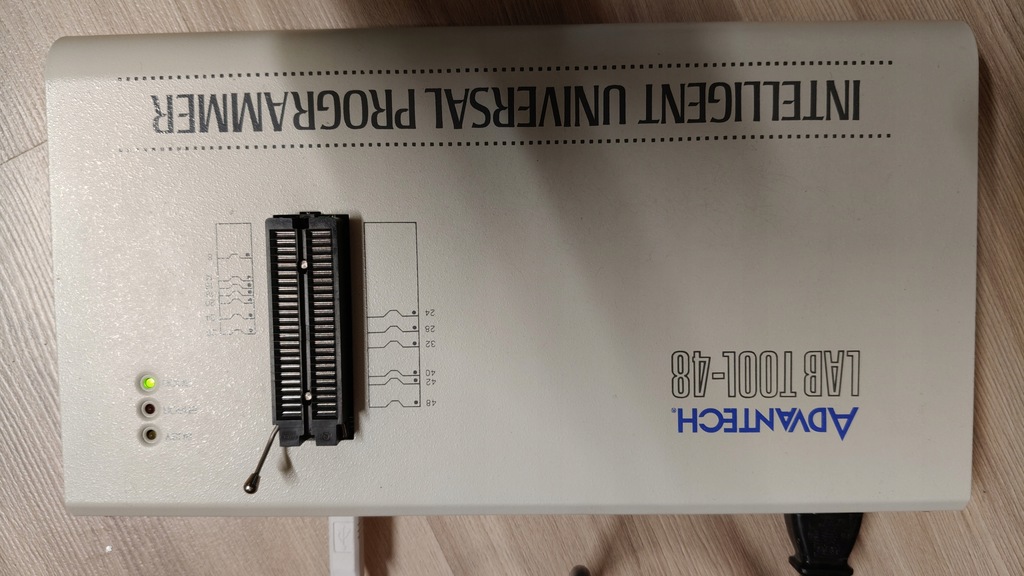 ADVANTECH®
LAB TOOL-48
48
42
40
32
28
24
INTELLIGENT UNIVERSAL PROGRAMMER